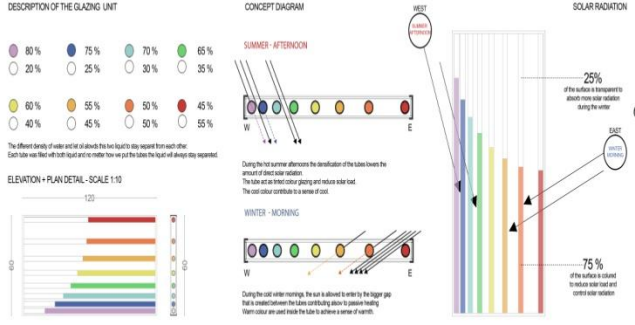 DESCRIPTION OF THE GLAZING UNIT
80 %
75 %
70 %
65 %
20 %
25 %
30 %
35 %
60 %
55 %
50 %
45 %
40 %
45 %
50 %
55 %
The different density of water and let oil alowds this two liquid to stay separat from each other.
Each tube was filled with both liquid and no metter how we put the tubes the liquid will always stay separated.
ELEVATION + PLAN DETAIL - SCALE 1:10
120
60
60
CONCEPT DIAGRAM
SUMMER - AFTERNOON
W
E
During the hot summer afternoons the densification of the tubes lowers the
amount of direct solar radiation.
The tube act as tinted colour glazing and reduce solar load.
The cool colour contribute to a sense of cool.
WINTER - MORNING
W
E
During the cold winter mornings, the sun is allowed to enter by the bigger gap
that is created between the tubes contributing alsow to passive heating
Warm colour are used inside the tube to achieve a sense of warmth.
WEST
SUMMER
AFTERNOON
SOLAR RADIATION
25%
of the surface is transparent to
absorb more solar radiation
during the winter
EAST
WINTER
MORNING
75 %
of the surface is colured
to reduce solar load and
control solar radiation